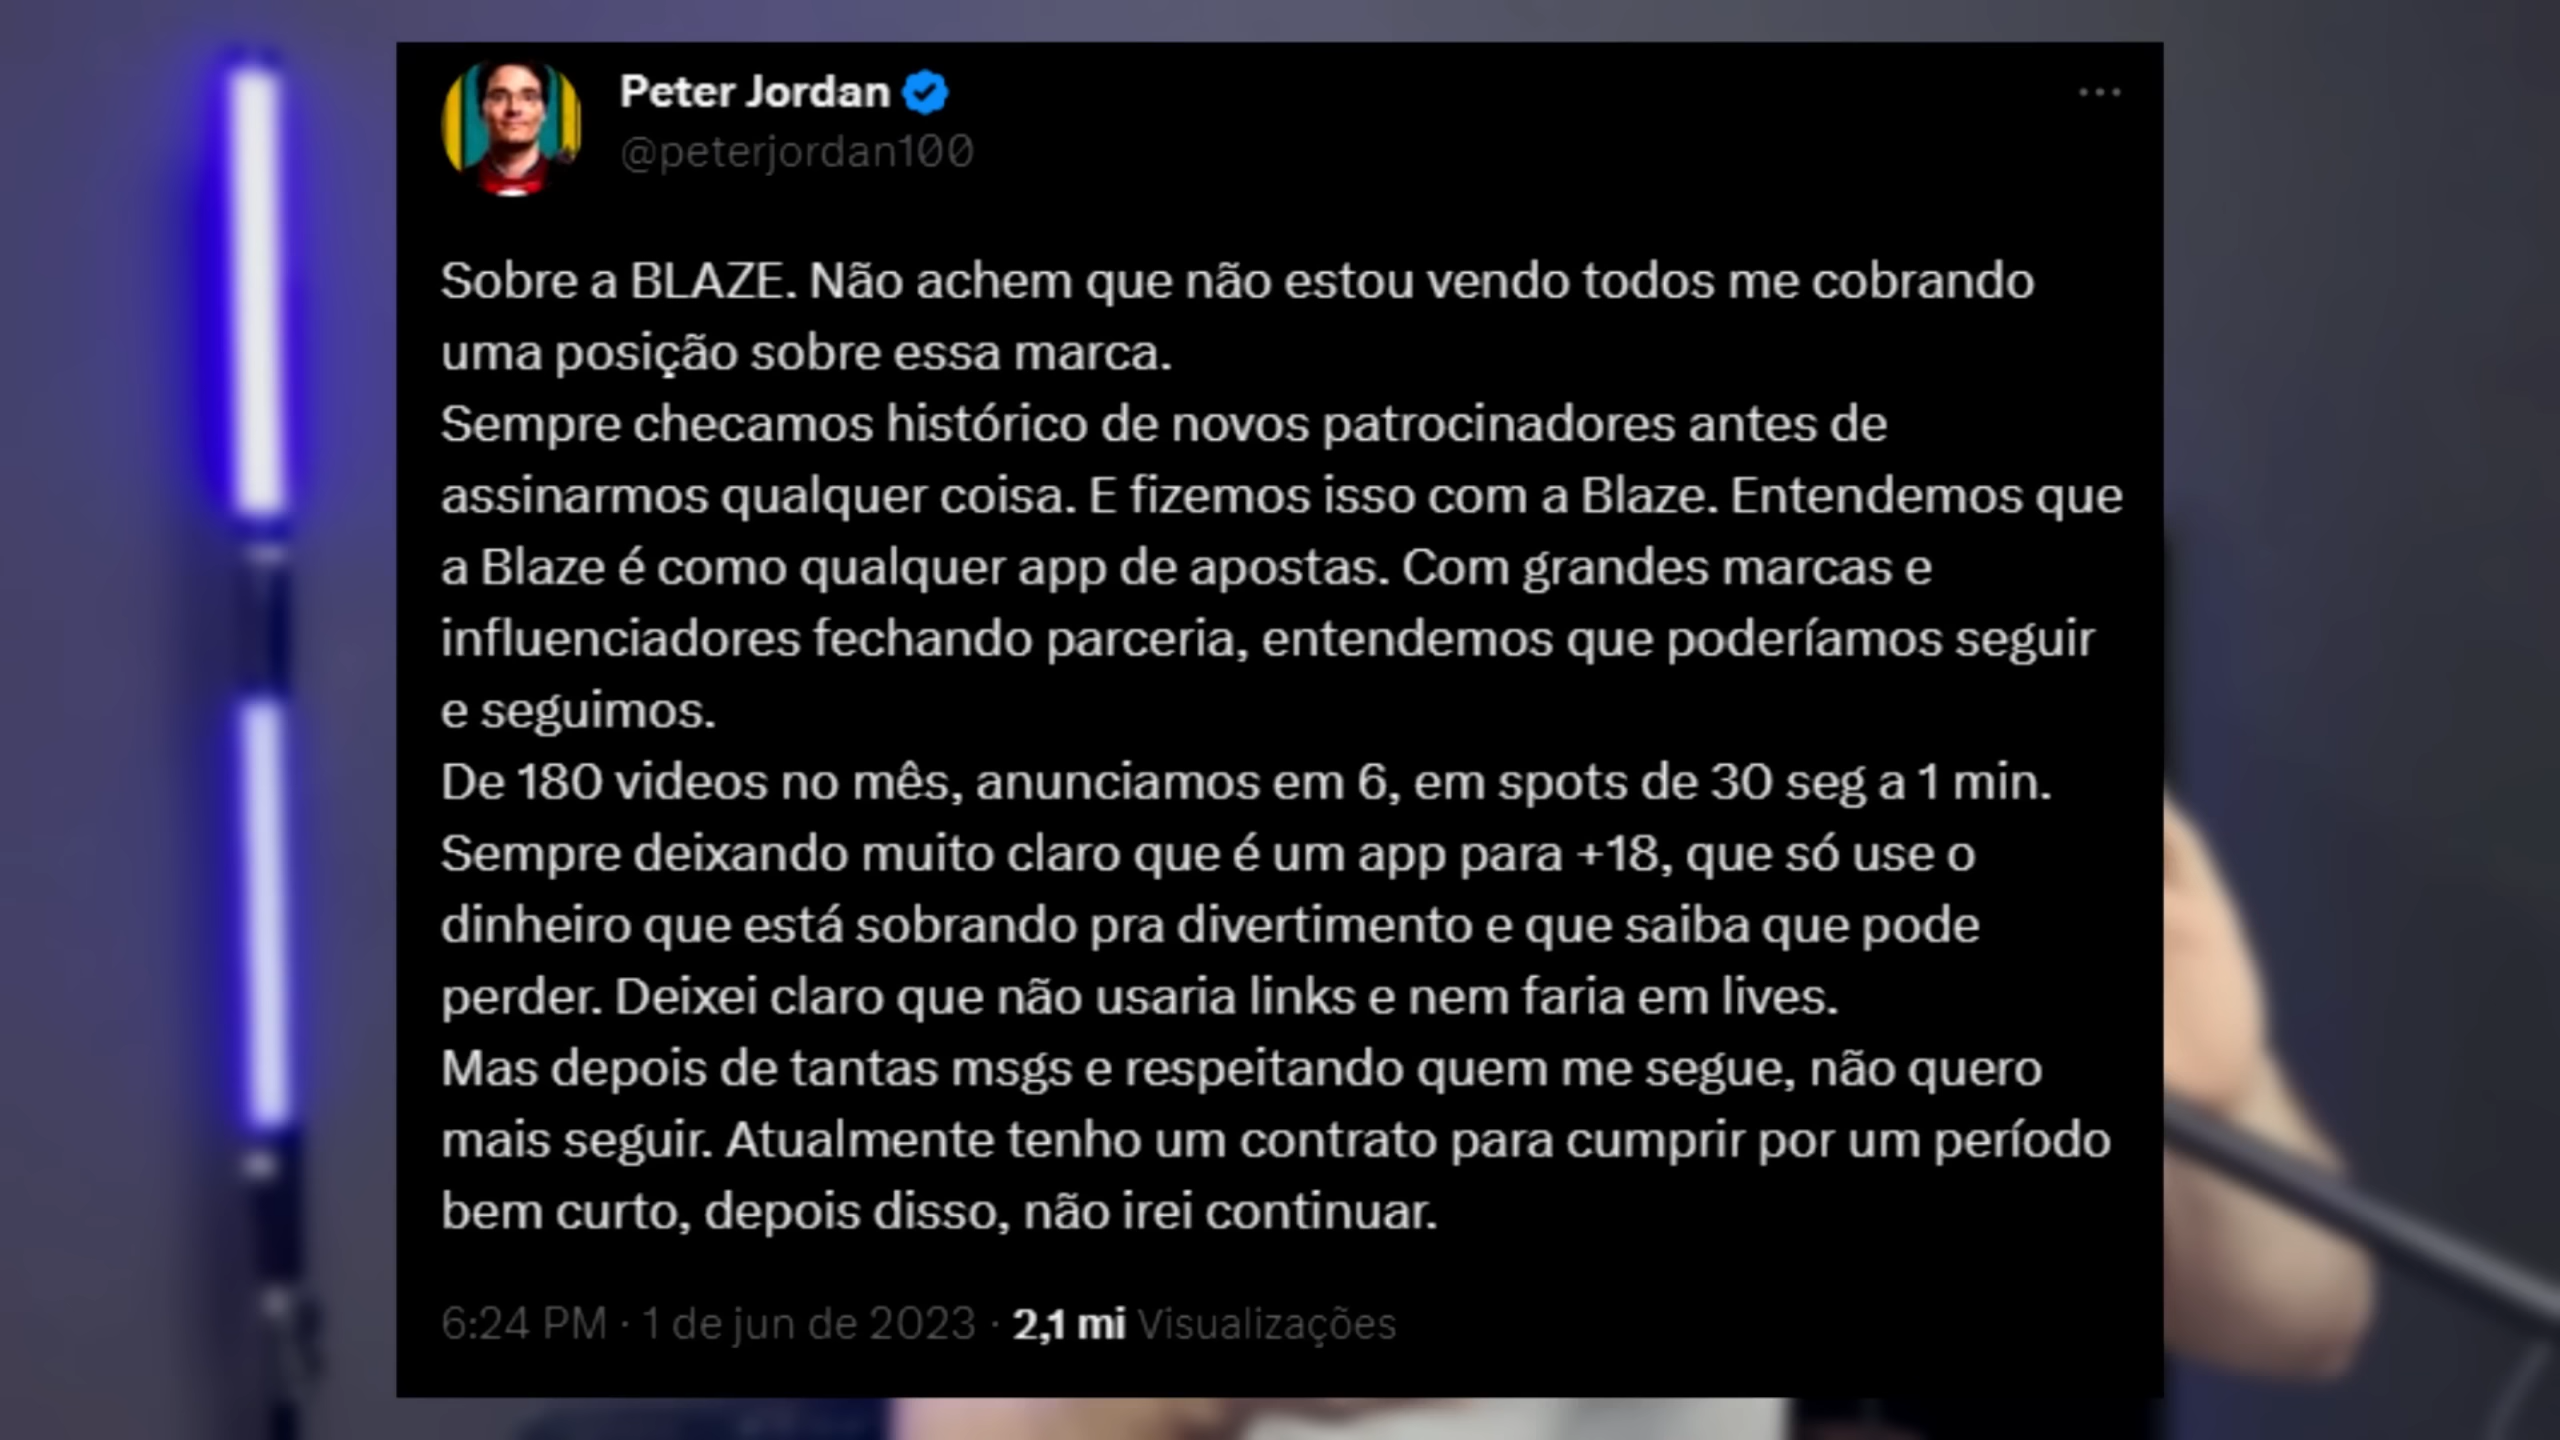 Peter Jordan
@peterjordan100
Sobre a BLAZE. Não achem que não estou vendo todos me cobrando
uma posição sobre essa marca.
Sempre checamos histórico de novos patrocinadores antes de
assinarmos qualquer coisa. E fizemos isso com a Blaze. Entendemos que
a Blaze é como qualquer app de apostas. Com grandes marcas e
influenciadores fechando parceria, entendemos que poderíamos seguir
e seguimos.
De 180 videos no mês, anunciamos em 6, em spots de 30 seg a 1 min.
Sempre deixando muito claro que é um app para +18, que só use o
dinheiro que está sobrando pra divertimento e que saiba que pode
perder. Deixei claro que não usaria links e nem faria em lives.
Mas depois de tantas msgs e respeitando quem me segue, não quero
mais seguir. Atualmente tenho um contrato para cumprir por um período
bem curto, depois disso, não irei continuar.
6:24 PM · 1 de jun de 2023 · 2,1 mi Visualizações